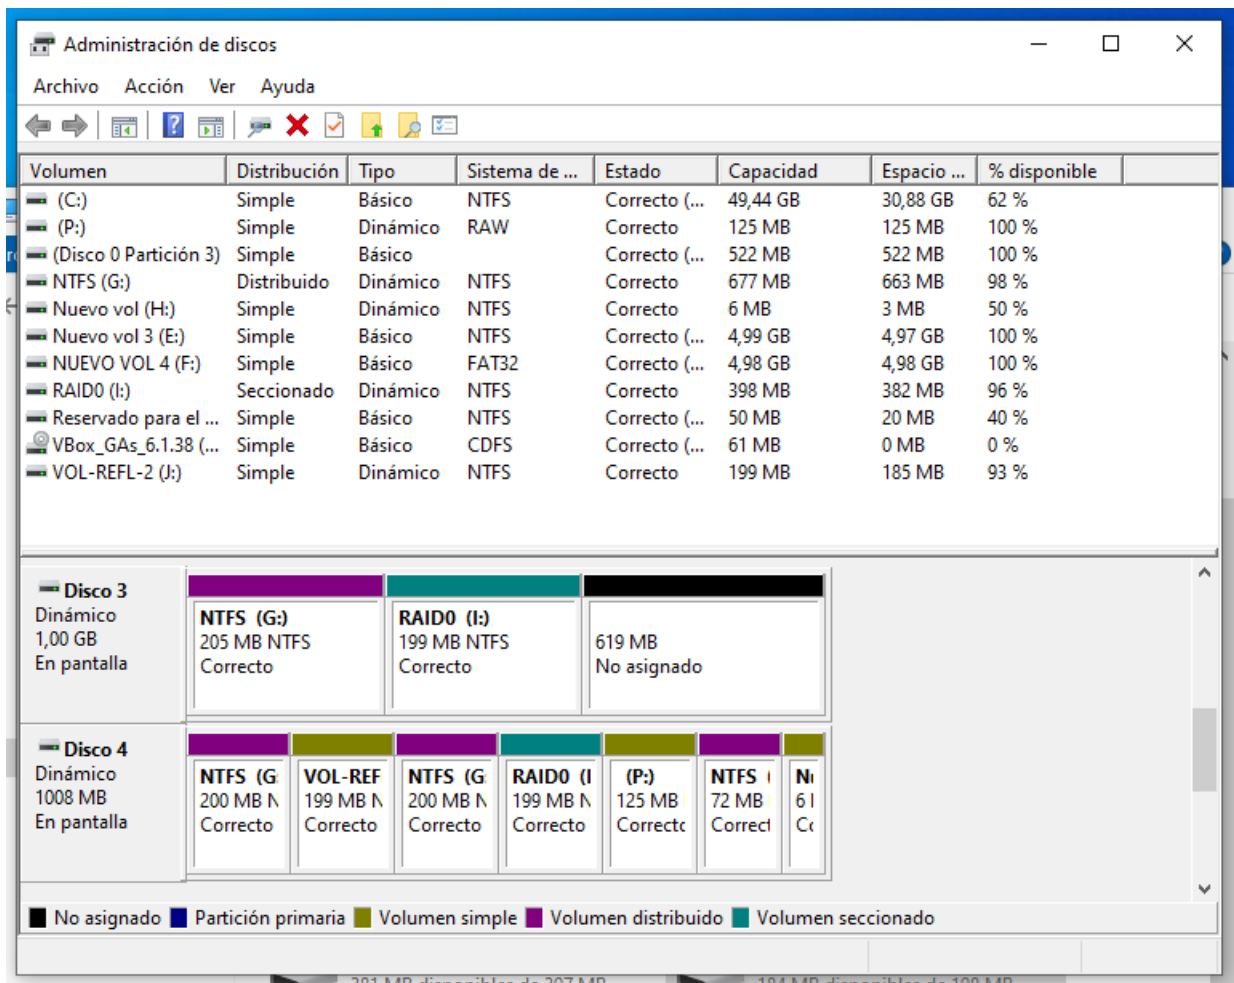 Administración de discos
Archivo Acción Ver Ayuda
Volumen Distribución Tipo Sistema de ... Estado Capacidad Espacio ... % disponible
(C:) Simple Básico NTFS Correcto (... 49,44 GB 30,88 GB 62 %
(P:) Simple Dinámico RAW Correcto 125 MB 125 MB 100 %
(Disco 0 Partición 3) Simple Básico Correcto (... 522 MB 522 MB 100 %
NTFS (G:) Distribuido Dinámico NTFS Correcto 677 MB 663 MB 98 %
Nuevo vol (H:) Simple Dinámico NTFS Correcto 6 MB 3 MB 50 %
Nuevo vol 3 (E:) Simple Básico NTFS Correcto (... 4,99 GB 4,97 GB 100 %
NUEVO VOL 4 (F:) Simple Básico FAT32 Correcto (... 4,98 GB 4,98 GB 100 %
RAID0 (I:) Seccionado Dinámico NTFS Correcto 398 MB 382 MB 96 %
Reservado para el ... Simple Básico NTFS Correcto (... 50 MB 20 MB 40 %
VBox_GAs_6.1.38 (... Simple Básico CDFS Correcto (... 61 MB 0 MB 0 %
VOL-REFL-2 (J:) Simple Dinámico NTFS Correcto 199 MB 185 MB 93 %
Disco 3
Dinámico
1,00 GB
En pantalla
NTFS (G:)
205 MB NTFS
Correcto
RAID0 (I:)
199 MB NTFS
Correcto
619 MB
No asignado
Disco 4
Dinámico
1008 MB
En pantalla
NTFS (G:
200 MB N
Correcto
VOL-REF
199 MB N
Correcto
NTFS (G:
200 MB N
Correcto
RAID0 (I
199 MB N
Correcto
(P:)
125 MB
Correcto
NTFS (
72 MB
Correct
6
No asignado Partición primaria Volumen simple Volumen distribuido Volumen seccionado